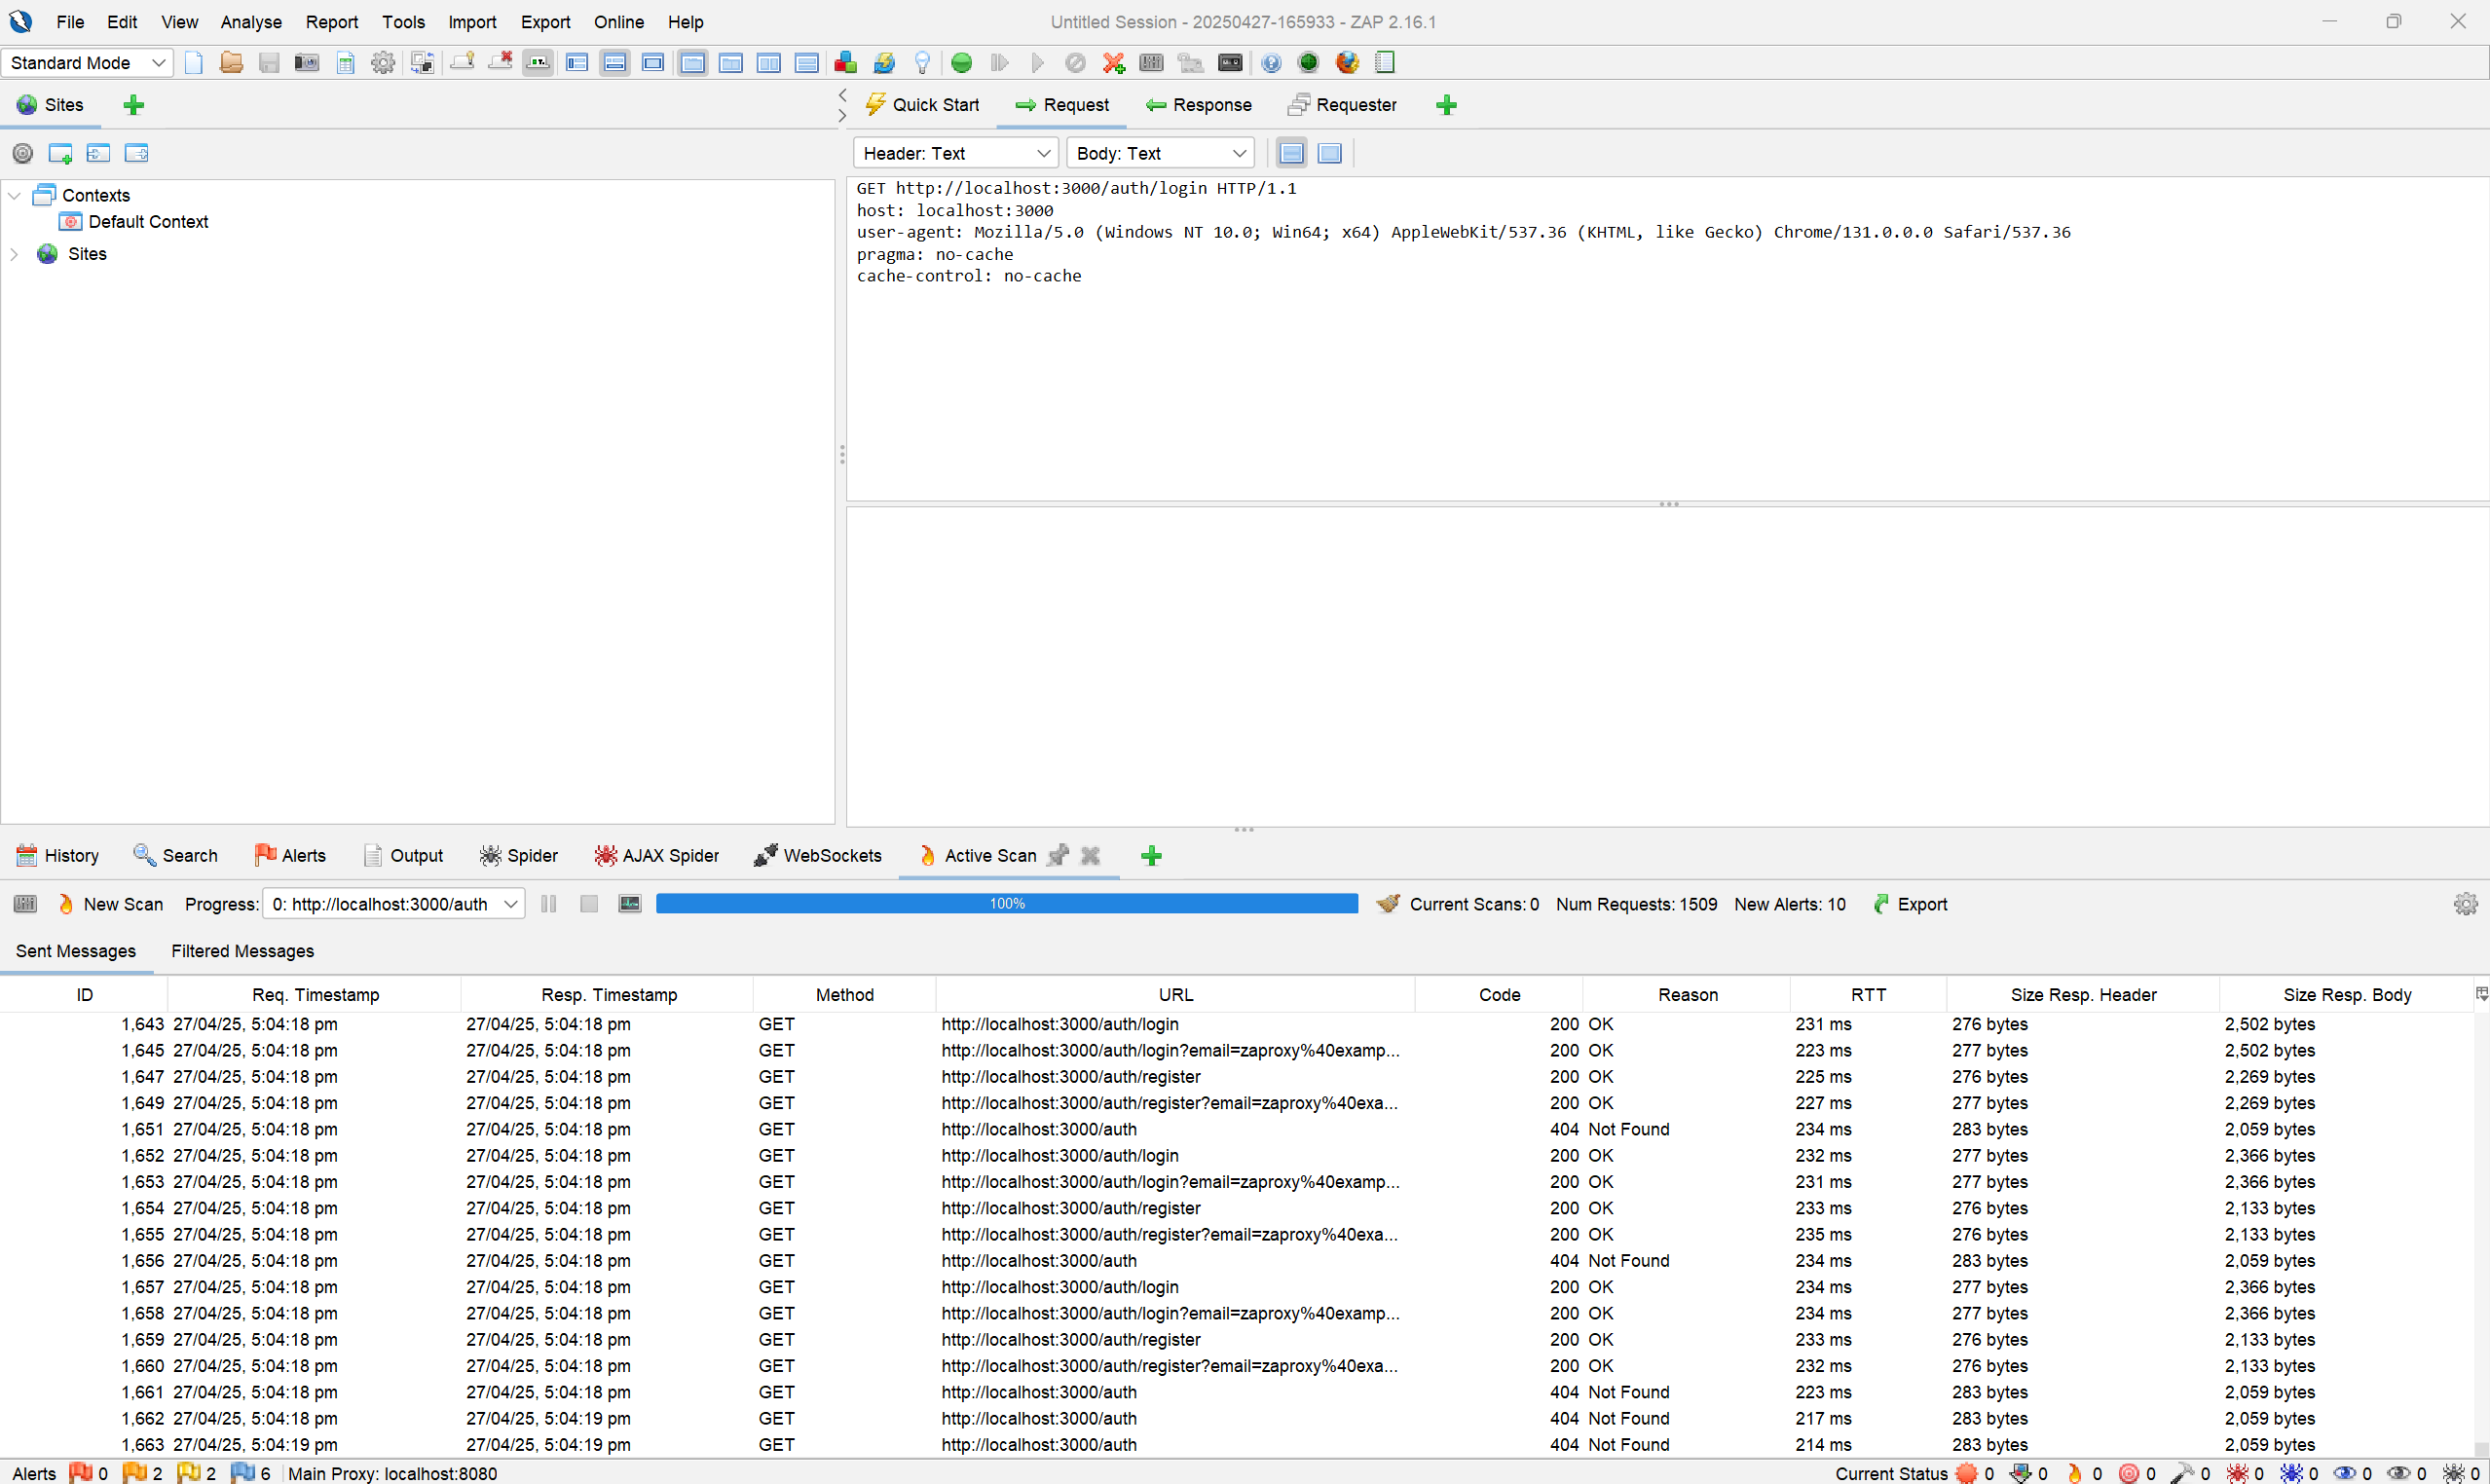 File Edit View Analyse Report Tools Import Export Online Help
Untitled Session - 20250427-165933 - ZAP 2.16.1
Standard Mode
Sites
Quick Start Request Response Requester
Header: Text Body: Text
Contexts
Default Context
Sites
GET http://localhost:3000/auth/login HTTP/1.1
host: localhost:3000
user-agent: Mozilla/5.0 (Windows NT 10.0; Win64; x64) AppleWebKit/537.36 (KHTML, like Gecko) Chrome/131.0.0.0 Safari/537.36
pragma: no-cache
cache-control: no-cache
History Search Alerts Output Spider AJAX Spider WebSockets Active Scan
New Scan Progress: 0: http://localhost:3000/auth 100% Current Scans: 0 Num Requests: 1509 New Alerts: 10 Export
Sent Messages Filtered Messages
ID Req. Timestamp Resp. Timestamp Method URL Code Reason RTT Size Resp. Header Size Resp. Body
1,643 27/04/25, 5:04:18 pm 27/04/25, 5:04:18 pm GET http://localhost:3000/auth/login 200 OK 231 ms 276 bytes 2,502 bytes
1,645 27/04/25, 5:04:18 pm 27/04/25, 5:04:18 pm GET http://localhost:3000/auth/login?email=zaproxy%40examp... 200 OK 223 ms 277 bytes 2,502 bytes
1,647 27/04/25, 5:04:18 pm 27/04/25, 5:04:18 pm GET http://localhost:3000/auth/register 200 OK 225 ms 276 bytes 2,269 bytes
1,649 27/04/25, 5:04:18 pm 27/04/25, 5:04:18 pm GET http://localhost:3000/auth/register?email=zaproxy%40exa... 200 OK 227 ms 277 bytes 2,269 bytes
1,651 27/04/25, 5:04:18 pm 27/04/25, 5:04:18 pm GET http://localhost:3000/auth 404 Not Found 234 ms 283 bytes 2,059 bytes
1,652 27/04/25, 5:04:18 pm 27/04/25, 5:04:18 pm GET http://localhost:3000/auth/login 200 OK 232 ms 277 bytes 2,366 bytes
1,653 27/04/25, 5:04:18 pm 27/04/25, 5:04:18 pm GET http://localhost:3000/auth/login?email=zaproxy%40examp... 200 OK 231 ms 277 bytes 2,366 bytes
1,654 27/04/25, 5:04:18 pm 27/04/25, 5:04:18 pm GET http://localhost:3000/auth/register 200 OK 233 ms 276 bytes 2,133 bytes
1,655 27/04/25, 5:04:18 pm 27/04/25, 5:04:18 pm GET http://localhost:3000/auth/register?email=zaproxy%40exa... 200 OK 235 ms 276 bytes 2,133 bytes
1,656 27/04/25, 5:04:18 pm 27/04/25, 5:04:18 pm GET http://localhost:3000/auth 404 Not Found 234 ms 283 bytes 2,059 bytes
1,657 27/04/25, 5:04:18 pm 27/04/25, 5:04:18 pm GET http://localhost:3000/auth/login 200 OK 234 ms 277 bytes 2,366 bytes
1,658 27/04/25, 5:04:18 pm 27/04/25, 5:04:18 pm GET http://localhost:3000/auth/login?email=zaproxy%40examp... 200 OK 234 ms 277 bytes 2,366 bytes
1,659 27/04/25, 5:04:18 pm 27/04/25, 5:04:18 pm GET http://localhost:3000/auth/register 200 OK 233 ms 276 bytes 2,133 bytes
1,660 27/04/25, 5:04:18 pm 27/04/25, 5:04:18 pm GET http://localhost:3000/auth/register?email=zaproxy%40exa... 200 OK 232 ms 276 bytes 2,133 bytes
1,661 27/04/25, 5:04:18 pm 27/04/25, 5:04:18 pm GET http://localhost:3000/auth 404 Not Found 223 ms 283 bytes 2,059 bytes
1,662 27/04/25, 5:04:18 pm 27/04/25, 5:04:19 pm GET http://localhost:3000/auth 404 Not Found 217 ms 283 bytes 2,059 bytes
1,663 27/04/25, 5:04:19 pm 27/04/25, 5:04:19 pm GET http://localhost:3000/auth 404 Not Found 214 ms 283 bytes 2,059 bytes
Alerts 0 2 2 6 Main Proxy: localhost:8080 Current Status 0 0 0 0 0 0 0 0 0 0